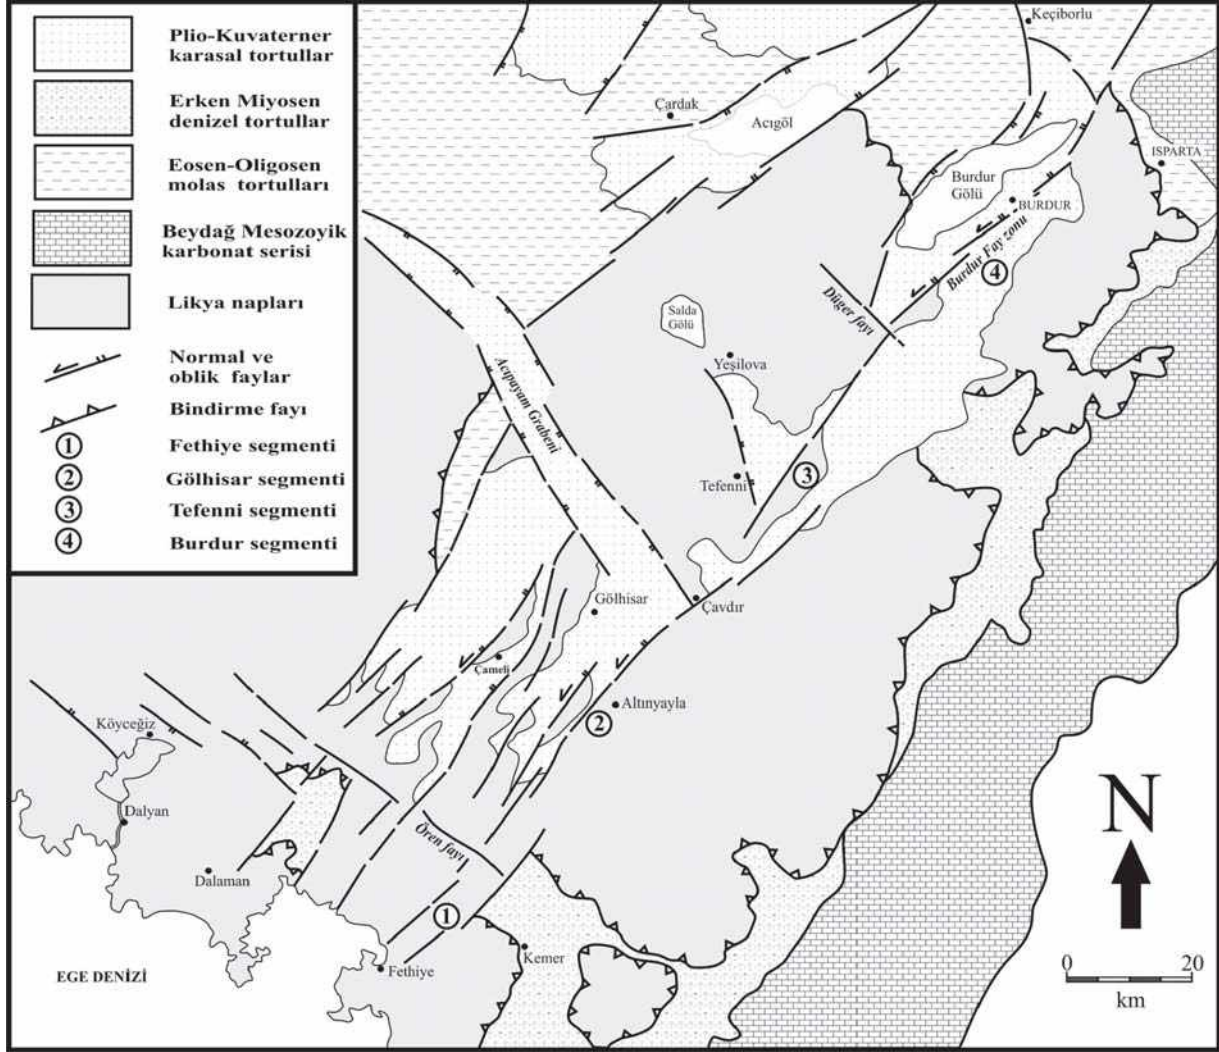 Plio-Kuvaterner
karasal tortullar
Erken Miyosen
denizel tortullar
Eosen-Oligosen
molas tortulları
Beydağ Mesozoyik
karbonat serisi
Likya napları
Normal ve
oblik faylar
Bindirme fayı
1 Fethiye segmenti
2 Gölhisar segmenti
3 Tefenni segmenti
4 Burdur segmenti
Keçiborlu
Çardak
Acıgöl
ISPARTA
Burdur
Gölü
BURDUR
Burdur Fay zonu
4
Düger fayı
Salda
Gölü
Yeşilova
Acıpayam Grabeni
Tefenni
3
Gölhisar
Çavdır
Çameli
Altınyayla
2
Köyceğiz
Dalyan
Ören fayı
Dalaman
1
Kemer
Fethiye
EGE DENİZİ
N
0 20
km